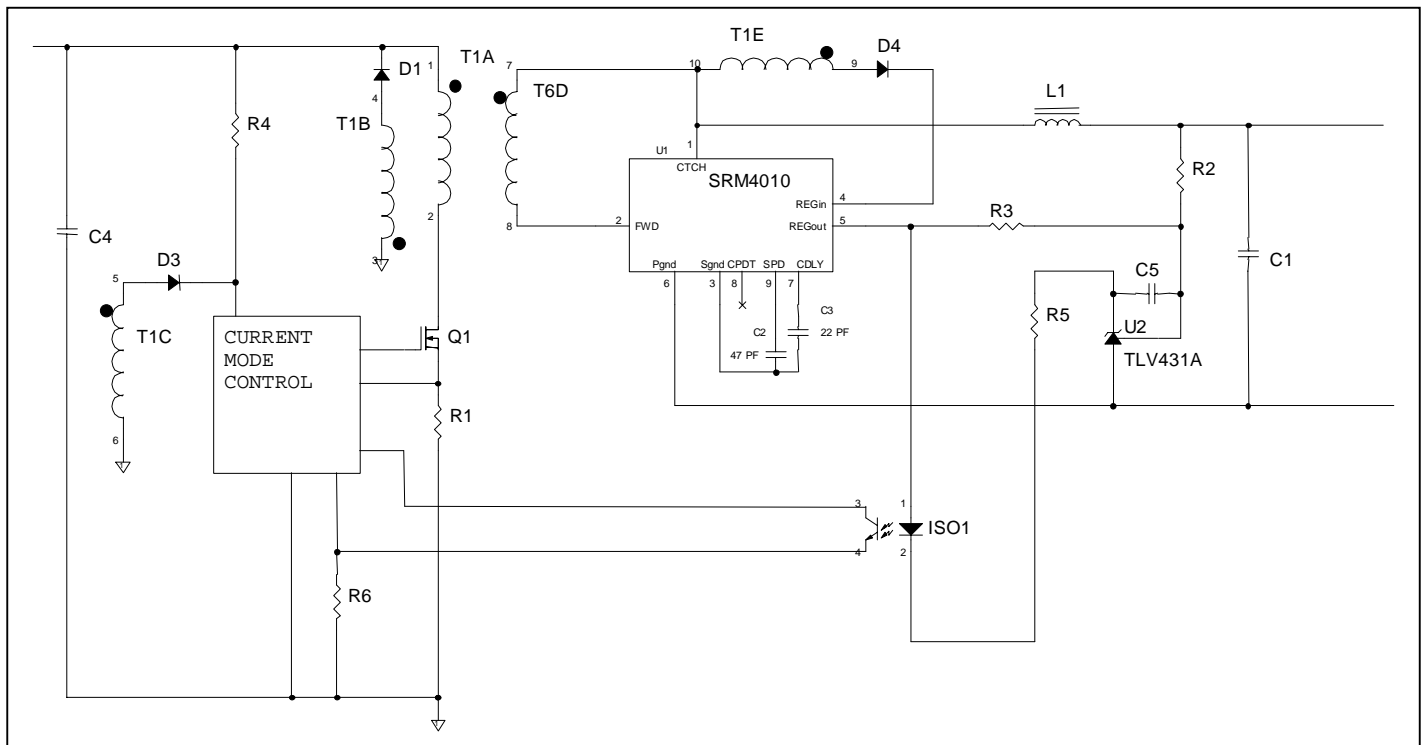 T1E
D4
T1A
D1
1
7
10
9
T6D
L1
4
R4
T1B
U1
1
CTCH
SRM4010
R2
4
REGin
2
2
FWD
5
REGout
R3
8
C4
3
D3
5
Pgnd
Sgnd
CPDT
SPD
CDLY
6
3
8
9
7
C5
C1
T1C
CURRENT
MODE
CONTROL
Q1
C3
22 PF
C2
47 PF
R5
U2
TLV431A
R1
6
3
1
ISO1
4
2
R6